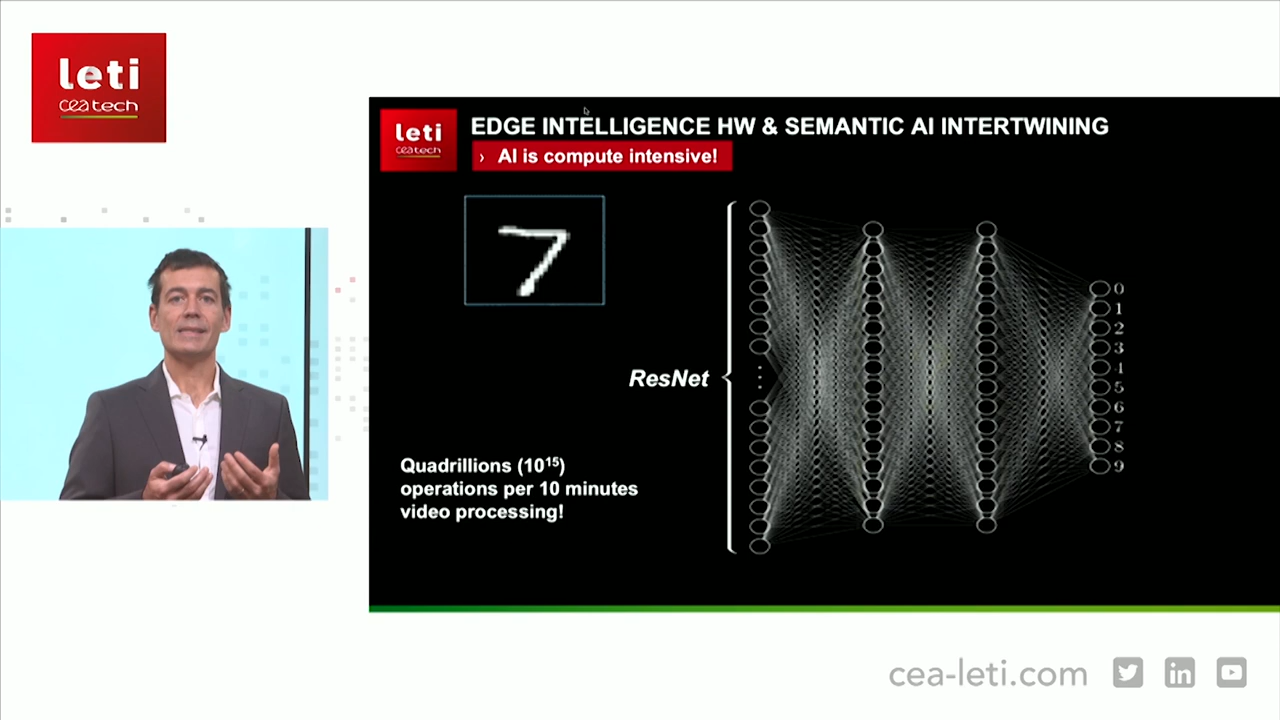 leti
ceatech
leti
ceatech
EDGE INTELLIGENCE HW & SEMANTIC AI INTERTWINING
› AI is compute intensive!
7
ResNet
0
1
2
3
4
5
6
7
8
9
Quadrillions (10¹⁵)
operations per 10 minutes
video processing!
cea-leti.com
in